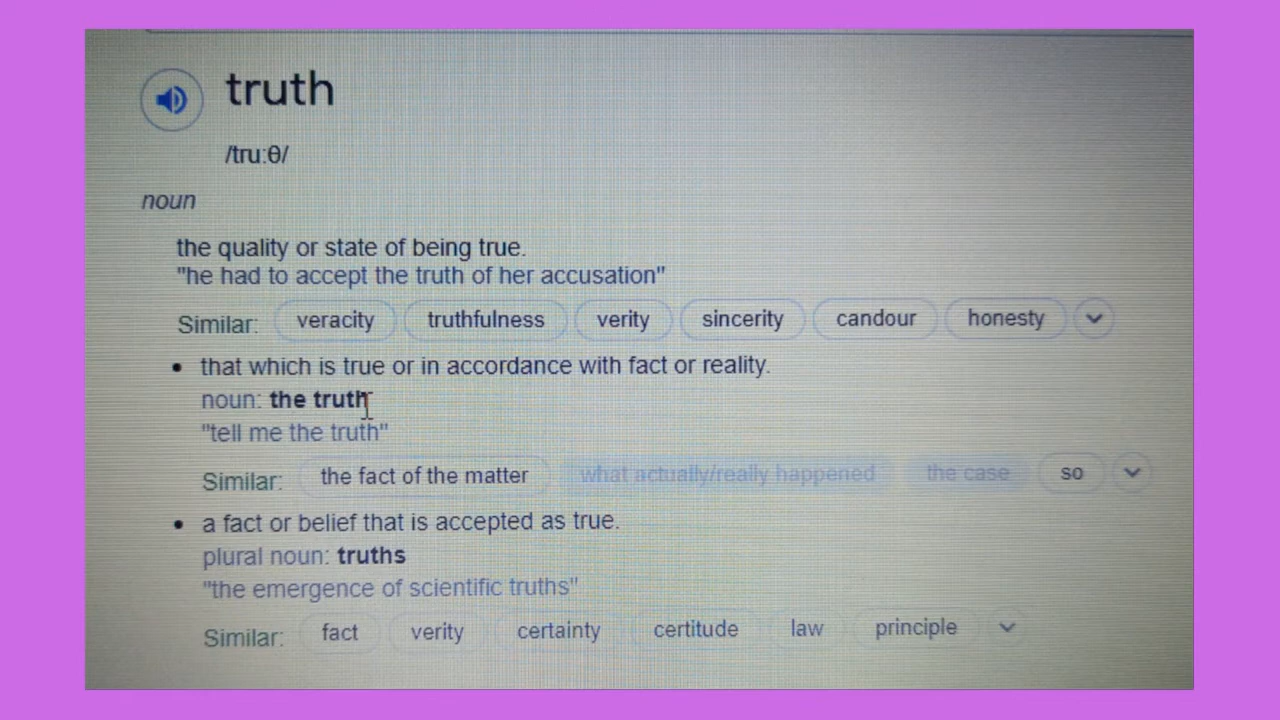 truth
/truːθ/
noun
the quality or state of being true.
"he had to accept the truth of her accusation"
Similar: veracity truthfulness verity sincerity candour honesty
that which is true or in accordance with fact or reality.
noun: the truth
"tell me the truth"
Similar: the fact of the matter what actually/really happened the case so
a fact or belief that is accepted as true.
plural noun: truths
"the emergence of scientific truths"
Similar: fact verity certainty certitude law principle